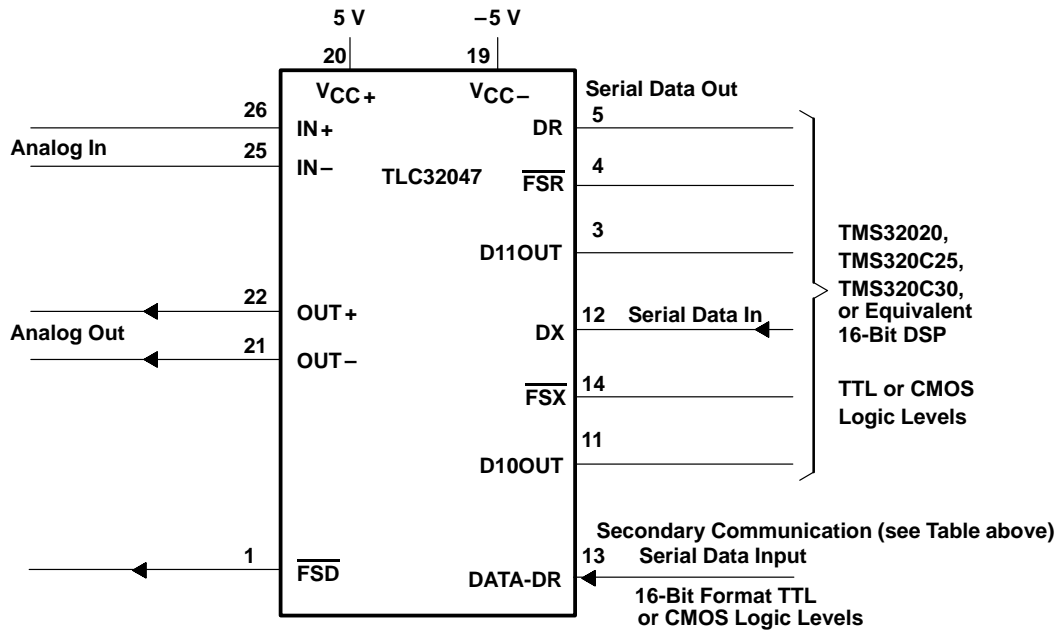 5 V
–5 V
20
19
VCC+
VCC–
Serial Data Out
26
IN+
DR
5
Analog In
25
IN–
TLC32047
FSR
4
D11OUT
3
TMS32020,
TMS320C25,
TMS320C30,
or Equivalent
16-Bit DSP
22
OUT+
DX
12
Serial Data In
Analog Out
21
OUT–
FSX
14
TTL or CMOS
Logic Levels
D10OUT
11
Secondary Communication (see Table above)
1
FSD
DATA-DR
13
Serial Data Input
16-Bit Format TTL
or CMOS Logic Levels